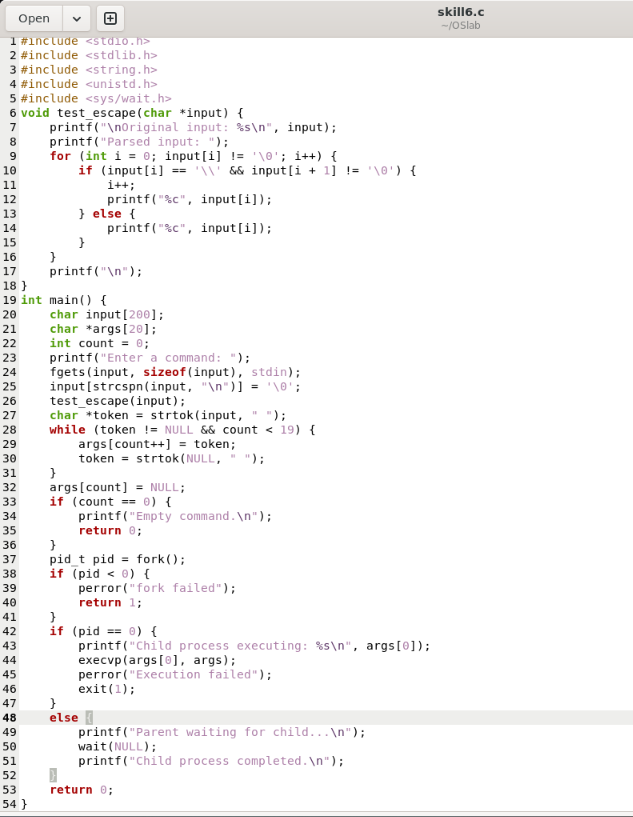 Open
skill6.c
~/OSlab
1 #include <stdio.h>
2 #include <stdlib.h>
3 #include <string.h>
4 #include <unistd.h>
5 #include <sys/wait.h>
6 void test_escape(char *input) {
7     printf("\nOriginal input: %s\n", input);
8     printf("Parsed input: ");
9     for (int i = 0; input[i] != '\0'; i++) {
10         if (input[i] == '\\' && input[i + 1] != '\0') {
11             i++;
12             printf("%c", input[i]);
13         } else {
14             printf("%c", input[i]);
15         }
16     }
17     printf("\n");
18 }
19 int main() {
20     char input[200];
21     char *args[20];
22     int count = 0;
23     printf("Enter a command: ");
24     fgets(input, sizeof(input), stdin);
25     input[strcspn(input, "\n")] = '\0';
26     test_escape(input);
27     char *token = strtok(input, " ");
28     while (token != NULL && count < 19) {
29         args[count++] = token;
30         token = strtok(NULL, " ");
31     }
32     args[count] = NULL;
33     if (count == 0) {
34         printf("Empty command.\n");
35         return 0;
36     }
37     pid_t pid = fork();
38     if (pid < 0) {
39         perror("fork failed");
40         return 1;
41     }
42     if (pid == 0) {
43         printf("Child process executing: %s\n", args[0]);
44         execvp(args[0], args);
45         perror("Execution failed");
46         exit(1);
47     }
48     else {
49         printf("Parent waiting for child...\n");
50         wait(NULL);
51         printf("Child process completed.\n");
52     }
53     return 0;
54 }